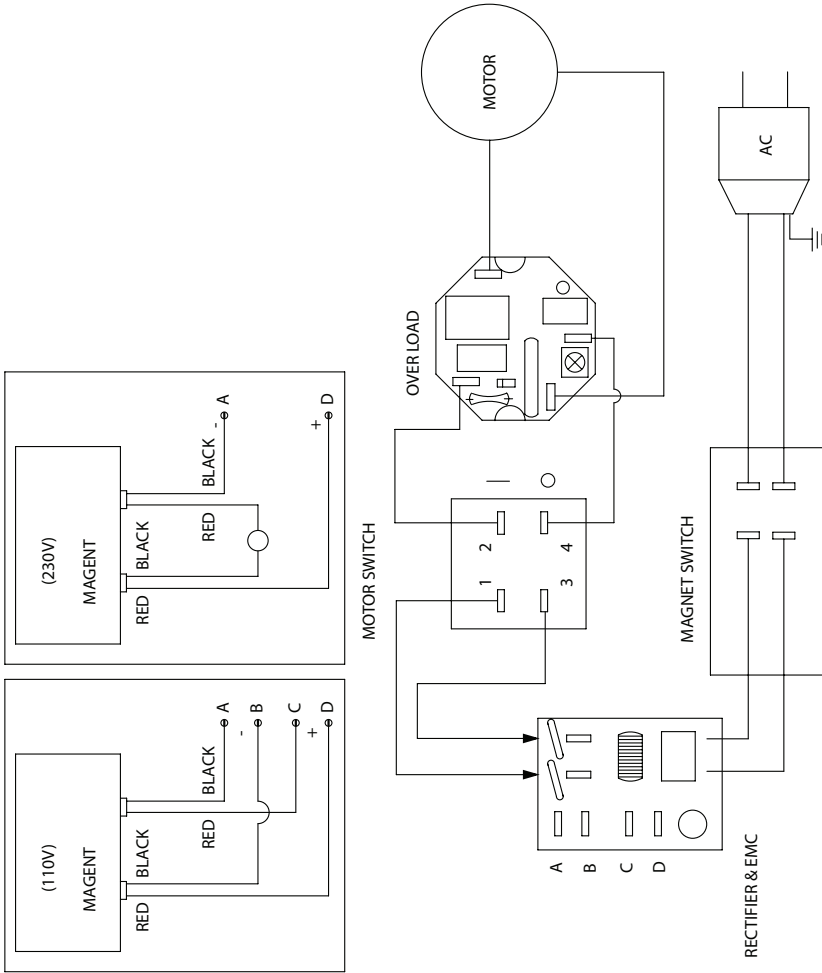 (110V)
MAGENT
RED
BLACK
RED
BLACK
A
-
B
C
+
D
(230V)
MAGENT
RED
BLACK
RED
BLACK
A
-
+
D
MOTOR SWITCH
1
2
3
4
OVER LOAD
MOTOR
RECTIFIER & EMC
A
B
C
D
MAGNET SWITCH
AC